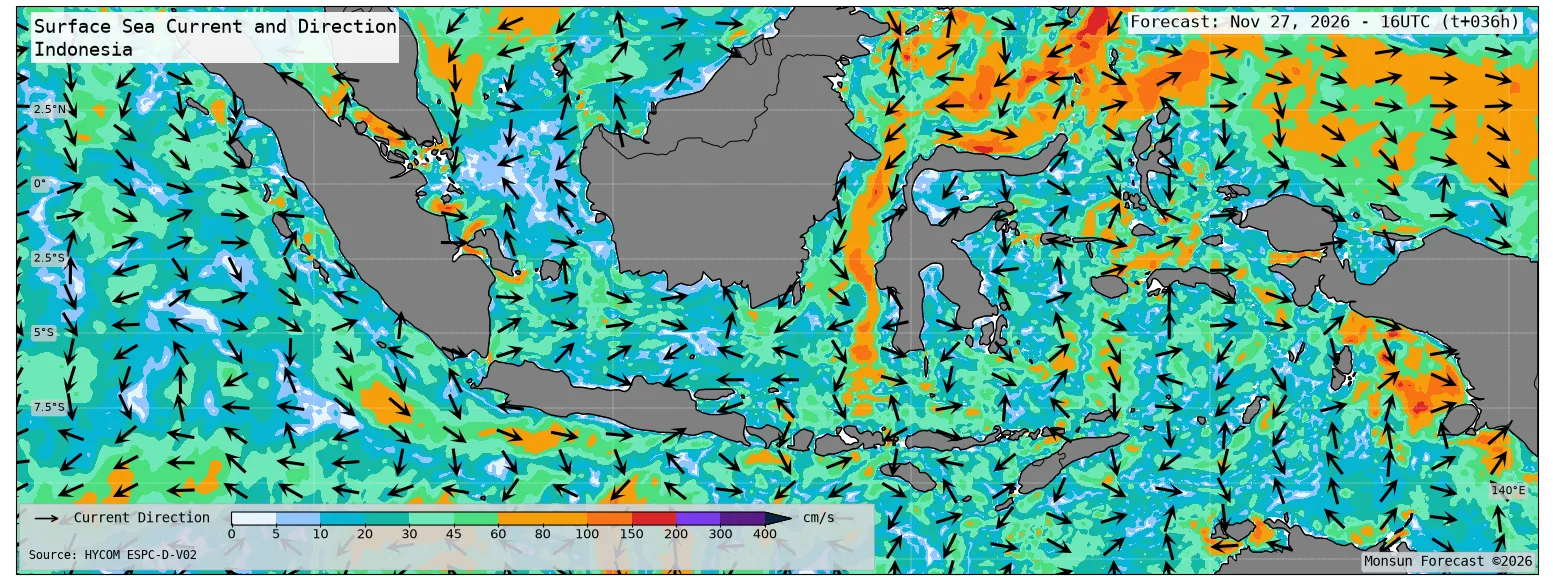 Surface Sea Current and Direction
Indonesia
Forecast: Nov 27, 2026 - 16UTC (t+036h)
2.5°N
0°
2.5°S
5°S
7.5°S
140°E
Current Direction
0 5 10 20 30 45 60 80 100 150 200 300 400 cm/s
Source: HYCOM ESPC-D-V02
Monsun Forecast ©2026